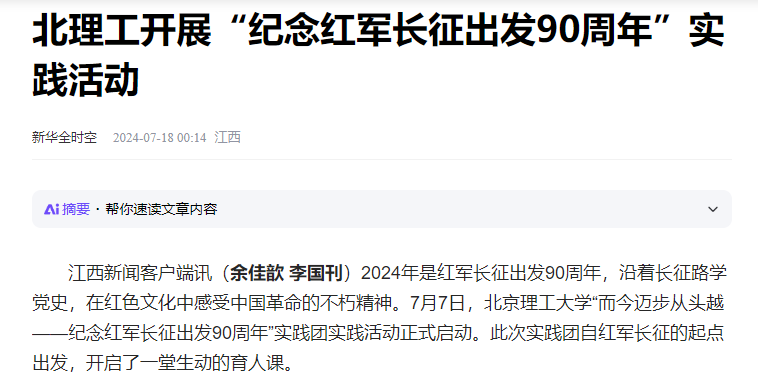 北理工开展“纪念红军长征出发90周年”实
践活动
新华全时空 2024-07-18 00:14 江西
Ai 摘要 · 帮你速读文章内容
江西新闻客户端讯（余佳歆 李国刊）2024年是红军长征出发90周年，沿着长征路学
党史，在红色文化中感受中国革命的不朽精神。7月7日，北京理工大学“而今迈步从头越
——纪念红军长征出发90周年”实践团实践活动正式启动。此次实践团自红军长征的起点
出发，开启了一堂生动的育人课。